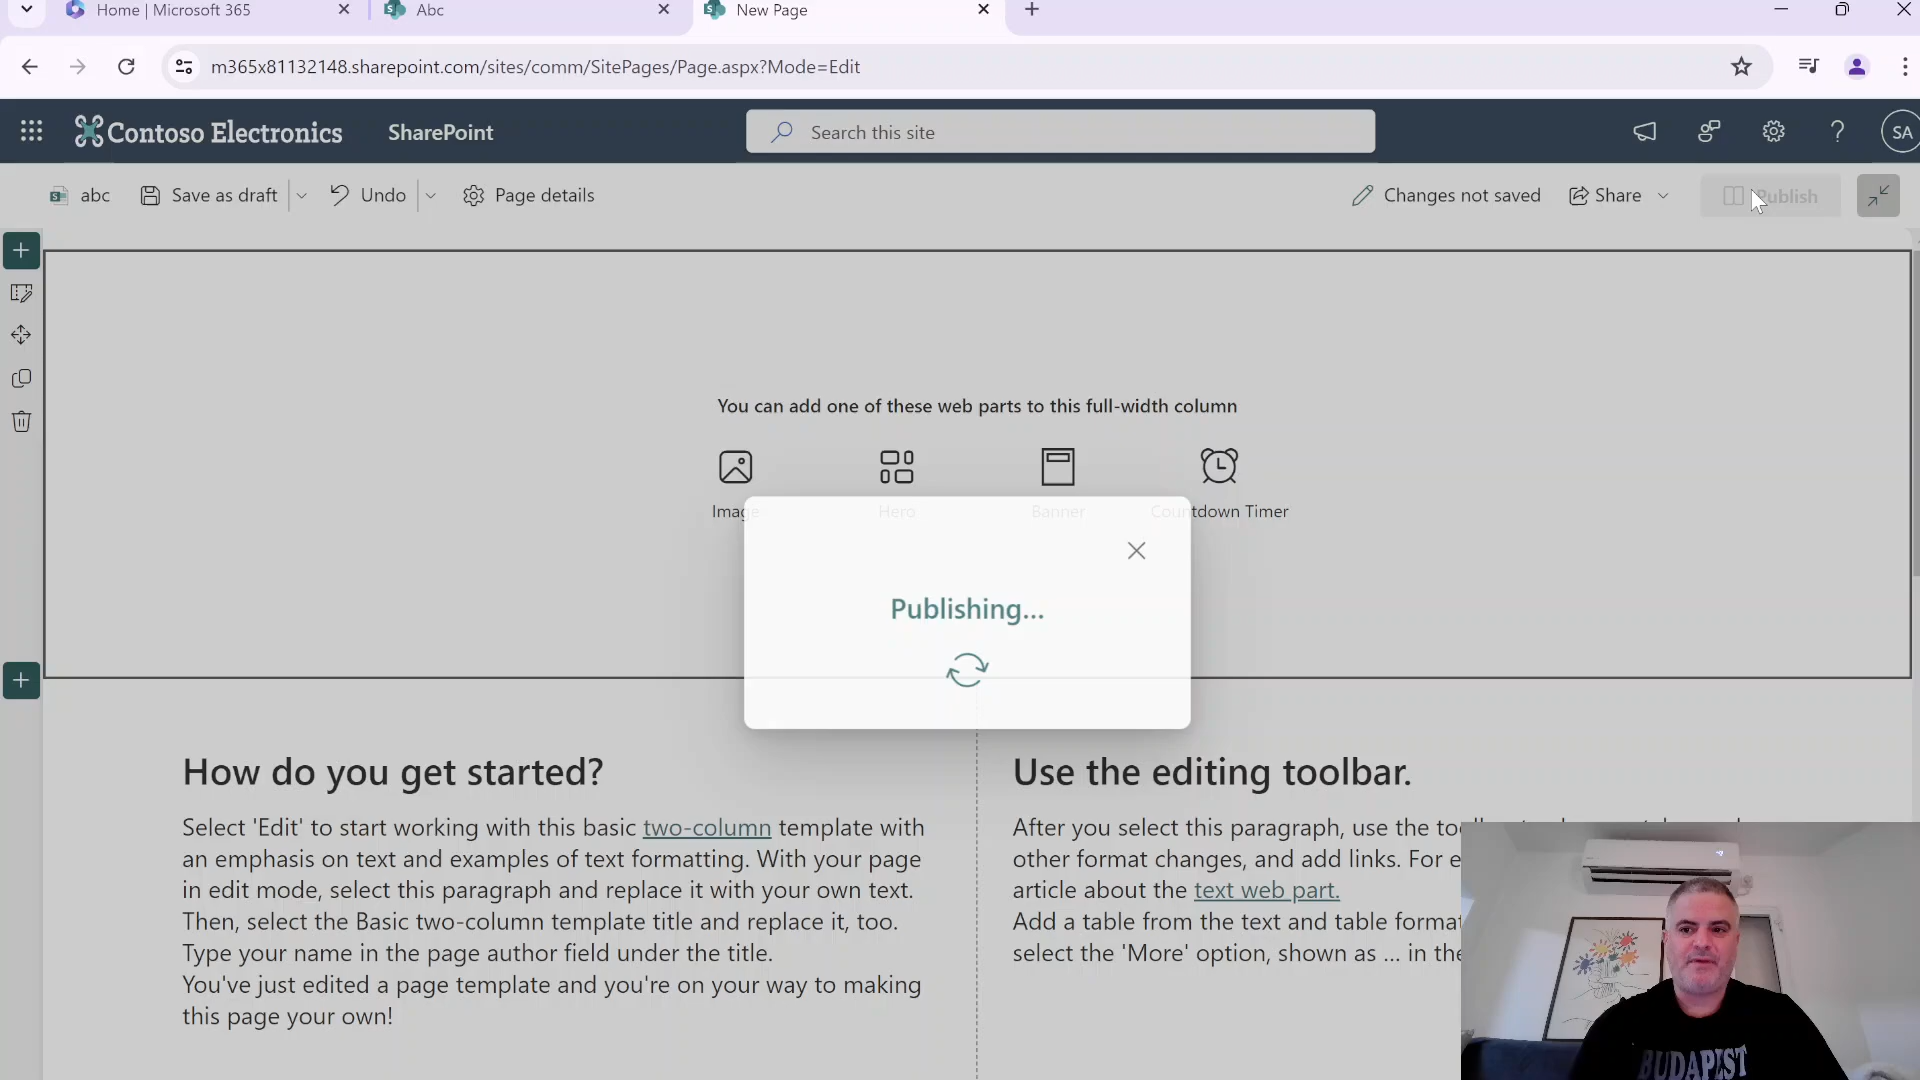 Home | Microsoft 365
Abc
New Page
m365x81132148.sharepoint.com/sites/comm/SitePages/Page.aspx?Mode=Edit
Contoso Electronics
SharePoint
Search this site
SA
abc
Save as draft
Undo
Page details
Changes not saved
Share
Publish
You can add one of these web parts to this full-width column
Image
Hero
Banner
Countdown Timer
Publishing...
How do you get started?
Select 'Edit' to start working with this basic two-column template with
an emphasis on text and examples of text formatting. With your page
in edit mode, select this paragraph and replace it with your own text.
Then, select the Basic two-column template title and replace it, too.
Type your name in the page author field under the title.
You've just edited a page template and you're on your way to making
this page your own!
Use the editing toolbar.
After you select this paragraph, use the
other format changes, and add links. For
article about the text web part.
Add a table from the text and table
select the 'More' option, shown as ... in the
BUDAPEST